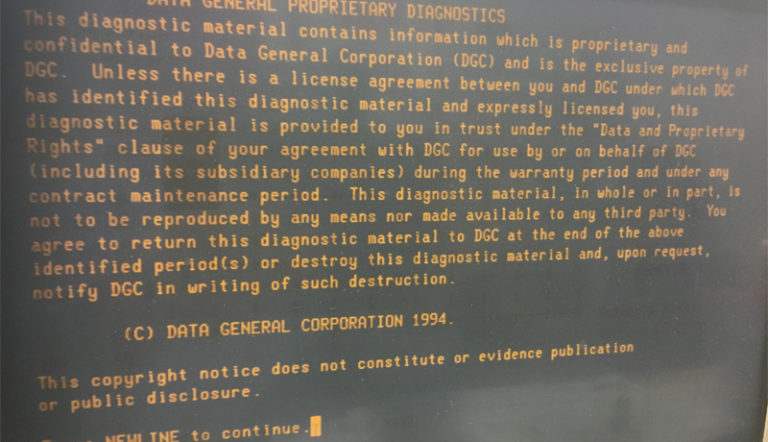 DATA GENERAL PROPRIETARY DIAGNOSTICS
This diagnostic material contains information which is proprietary and
confidential to Data General Corporation (DGC) and is the exclusive property of
DGC.  Unless there is a license agreement between you and DGC under which DGC
has identified this diagnostic material and expressly licensed you, this
diagnostic material is provided to you in trust under the "Data and Proprietary
Rights" clause of your agreement with DGC for use by or on behalf of DGC
(including its subsidiary companies) during the warranty period and under any
contract maintenance period.  This diagnostic material, in whole or in part, is
not to be reproduced by any means nor made available to any third party.  You
agree to return this diagnostic material to DGC at the end of the above
identified period(s) or destroy this diagnostic material and, upon request,
notify DGC in writing of such destruction.
(C) DATA GENERAL CORPORATION 1994.
This copyright notice does not constitute or evidence publication
or public disclosure.
NEWLINE to continue.